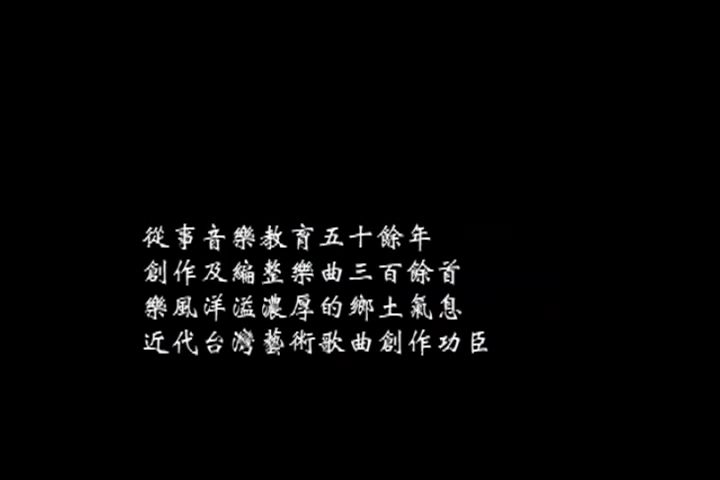 從事音樂教育五十餘年
創作及編整樂曲三百餘首
樂風洋溢濃厚的鄉土氣息
近代台灣藝術歌曲創作功臣